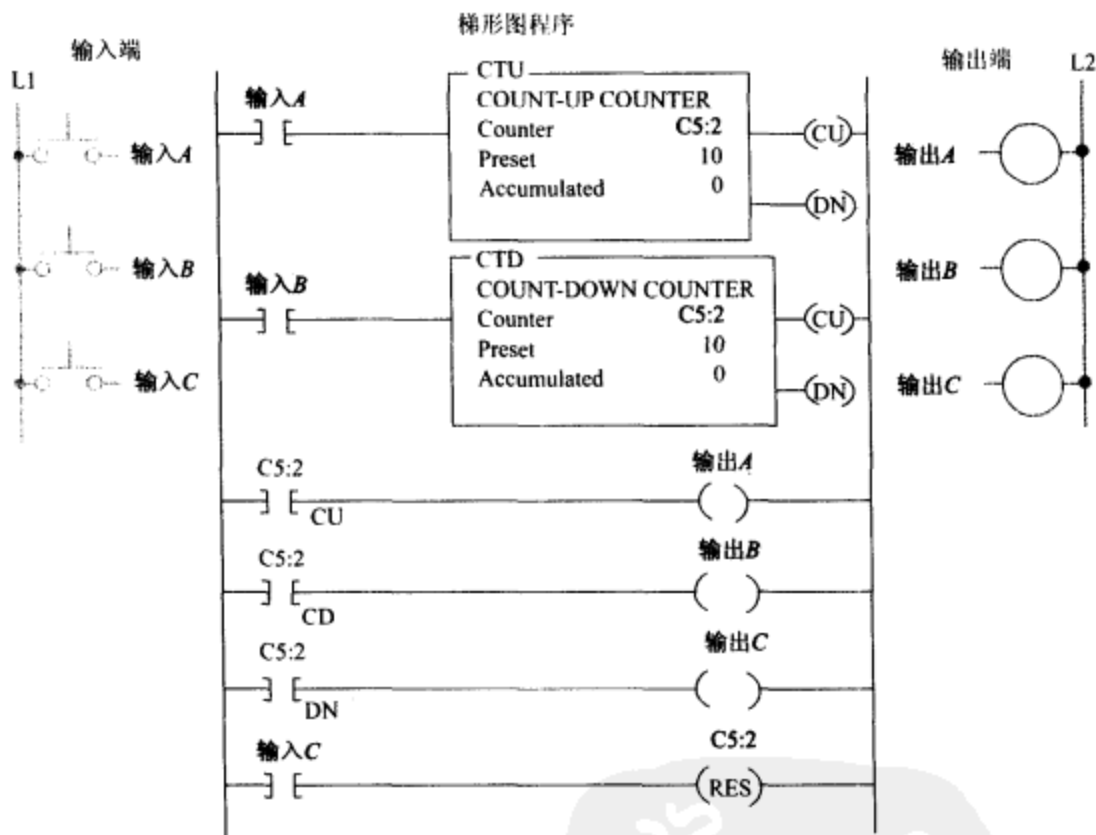 梯形图程序
输入端
输出端
L1
L2
输入A
输入B
输入C
输入A
CTU
COUNT-UP COUNTER
Counter C5:2
Preset 10
Accumulated 0
(CU)
(DN)
输入B
CTD
COUNT-DOWN COUNTER
Counter C5:2
Preset 10
Accumulated 0
(CU)
(DN)
C5:2
CU
输出A
C5:2
CD
输出B
C5:2
DN
输出C
输入C
C5:2
(RES)
输出A
输出B
输出C